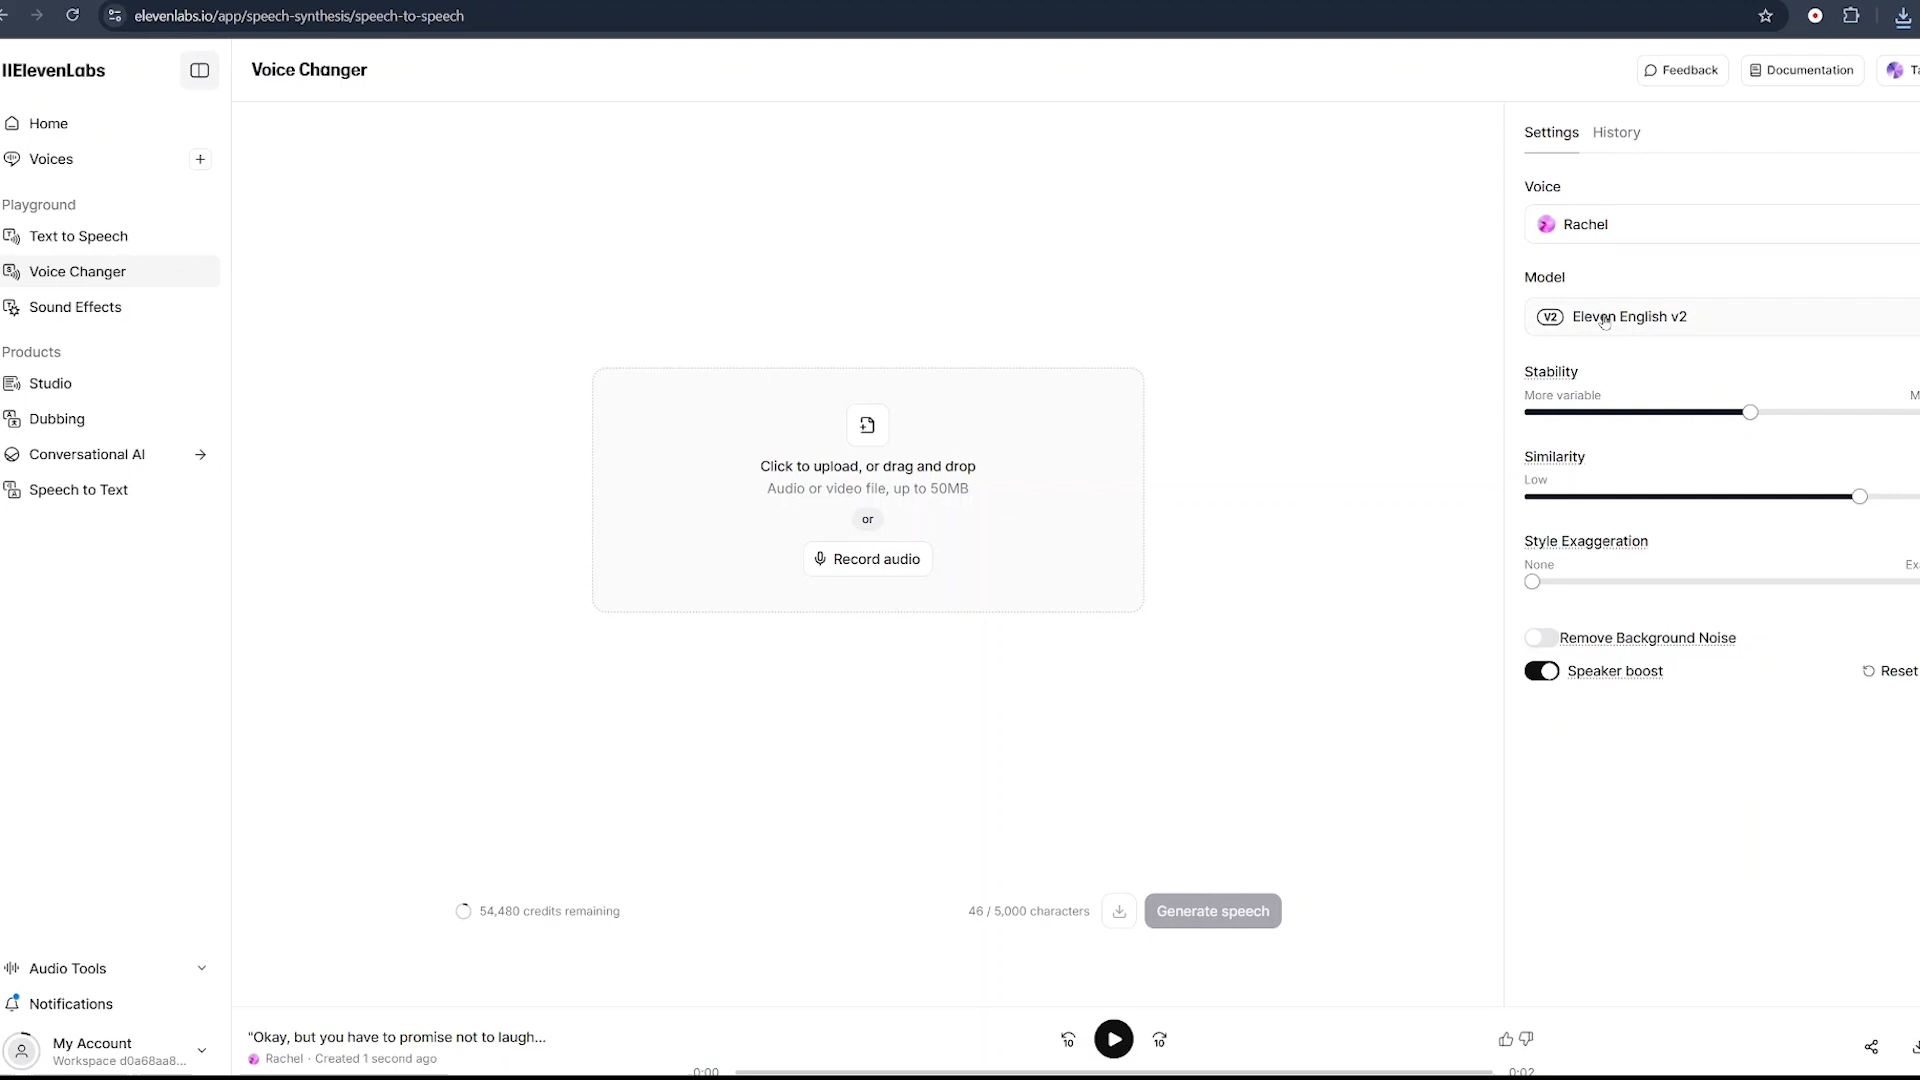 elevenlabs.io/app/speech-synthesis/speech-to-speech
IIElevenLabs
Voice Changer
Feedback
Documentation
Home
Voices
Playground
Text to Speech
Voice Changer
Sound Effects
Products
Studio
Dubbing
Conversational AI
Speech to Text
Click to upload, or drag and drop
Audio or video file, up to 50MB
or
Record audio
54,480 credits remaining
46 / 5,000 characters
Generate speech
Settings History
Voice
Rachel
Model
V2 Eleven English v2
Stability
More variable
Similarity
Low
Style Exaggeration
None
Remove Background Noise
Speaker boost
Reset
Audio Tools
Notifications
My Account
Workspace d0a68aa8...
"Okay, but you have to promise not to laugh...
Rachel · Created 1 second ago
10
10
0:00
0:02